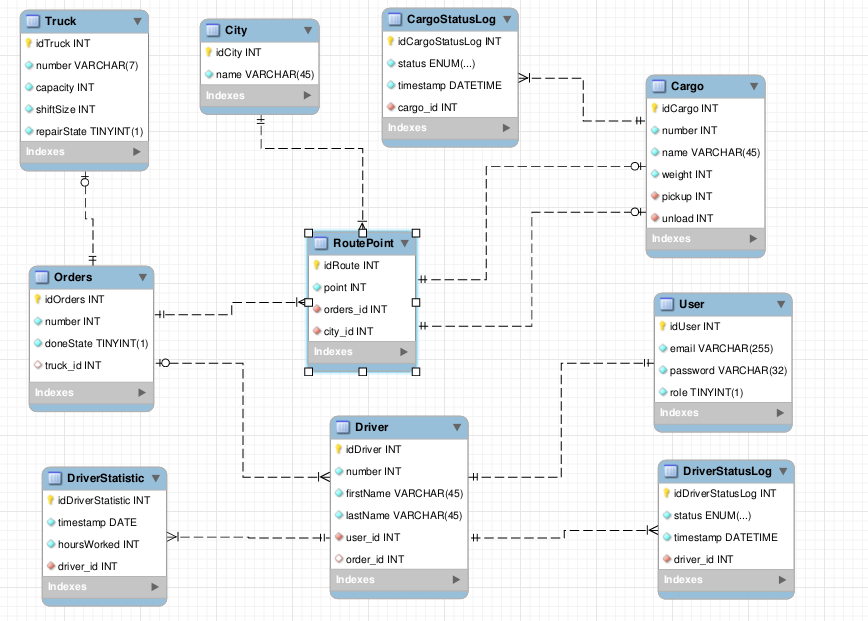 Truck
idTruck INT
number VARCHAR(7)
capacity INT
shiftSize INT
repairState TINYINT(1)
Indexes
City
idCity INT
name VARCHAR(45)
Indexes
CargoStatusLog
idCargoStatusLog INT
status ENUM(...)
timestamp DATETIME
cargo_id INT
Indexes
Cargo
idCargo INT
number INT
name VARCHAR(45)
weight INT
pickup INT
unload INT
Indexes
RoutePoint
idRoute INT
point INT
orders_id INT
city_id INT
Indexes
Orders
idOrders INT
number INT
doneState TINYINT(1)
truck_id INT
Indexes
User
idUser INT
email VARCHAR(255)
password VARCHAR(32)
role TINYINT(1)
Indexes
Driver
idDriver INT
number INT
firstName VARCHAR(45)
lastName VARCHAR(45)
user_id INT
order_id INT
Indexes
DriverStatistic
idDriverStatistic INT
timestamp DATE
hoursWorked INT
driver_id INT
Indexes
DriverStatusLog
idDriverStatusLog INT
status ENUM(...)
timestamp DATETIME
driver_id INT
Indexes